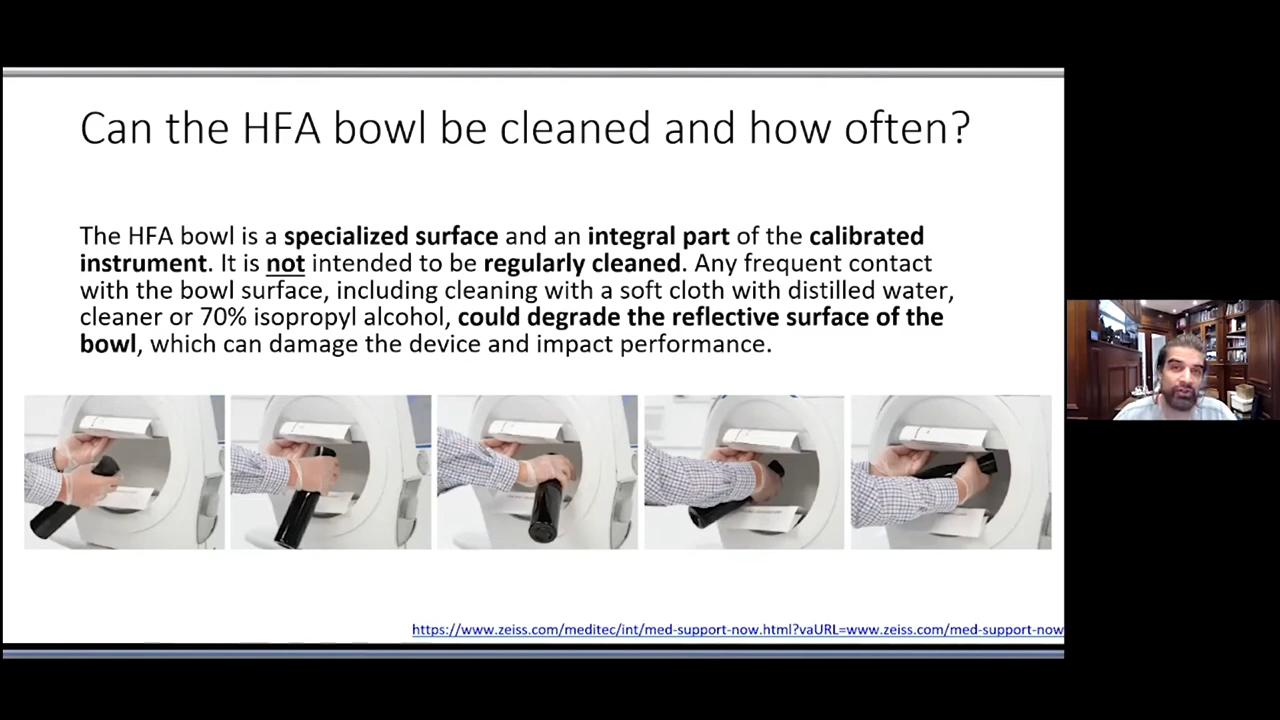 Can the HFA bowl be cleaned and how often?
The HFA bowl is a specialized surface and an integral part of the calibrated
instrument. It is not intended to be regularly cleaned. Any frequent contact
with the bowl surface, including cleaning with a soft cloth with distilled water,
cleaner or 70% isopropyl alcohol, could degrade the reflective surface of the
bowl, which can damage the device and impact performance.
https://www.zeiss.com/meditec/int/med-support-now.html?vaURL=www.zeiss.com/med-support-now